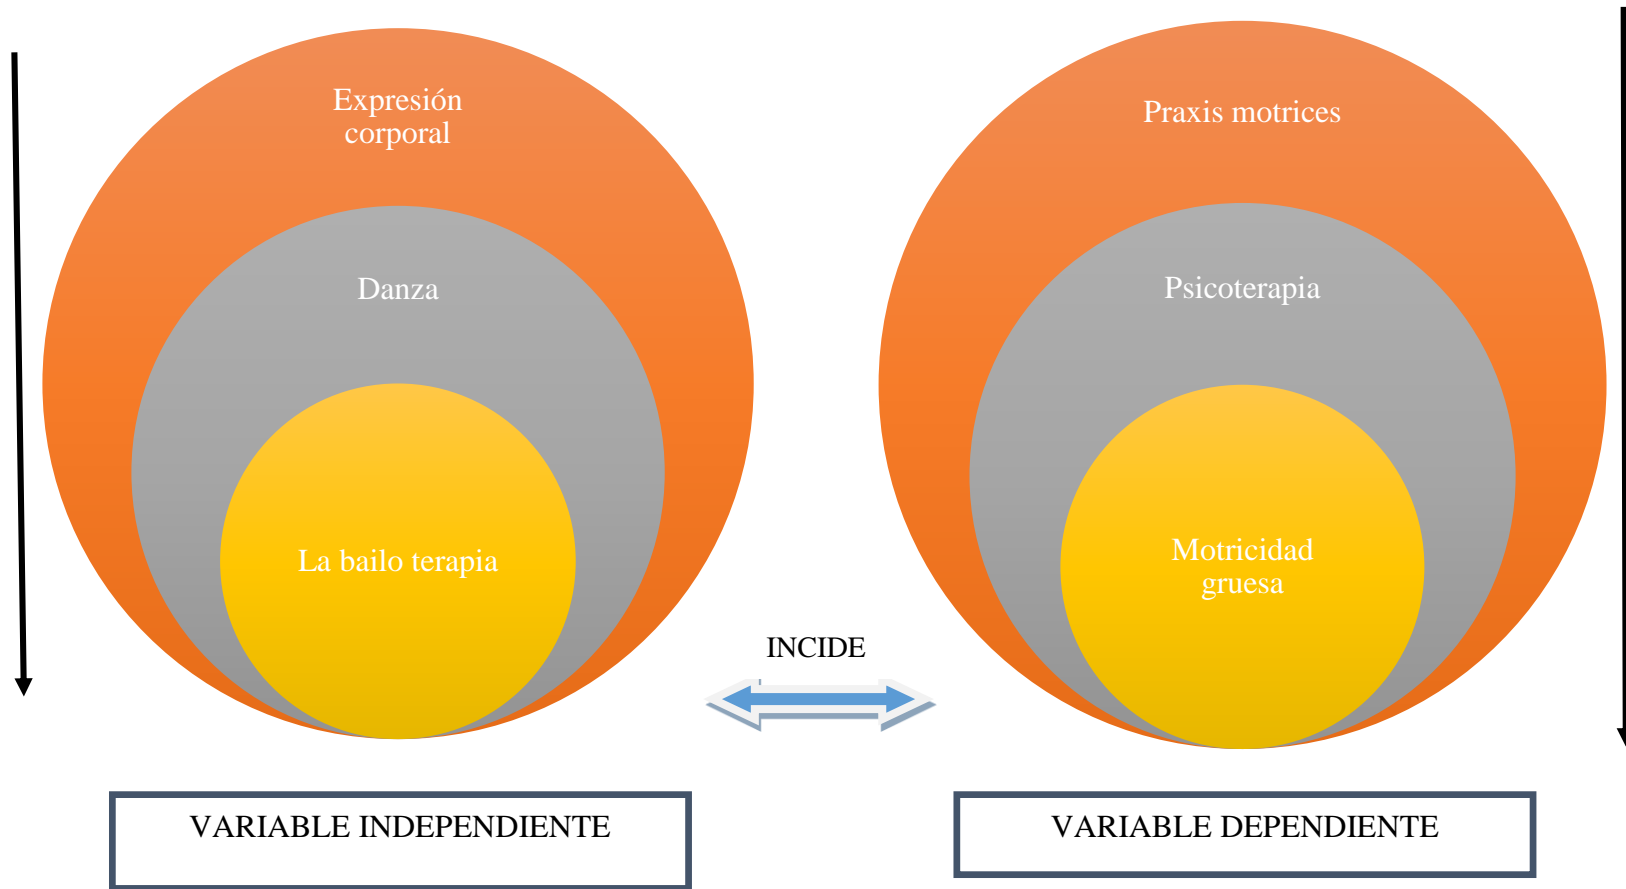 Expresión
corporal
Danza
La bailo terapia
Praxis motrices
Psicoterapia
Motricidad
gruesa
INCIDE
VARIABLE INDEPENDIENTE
VARIABLE DEPENDIENTE